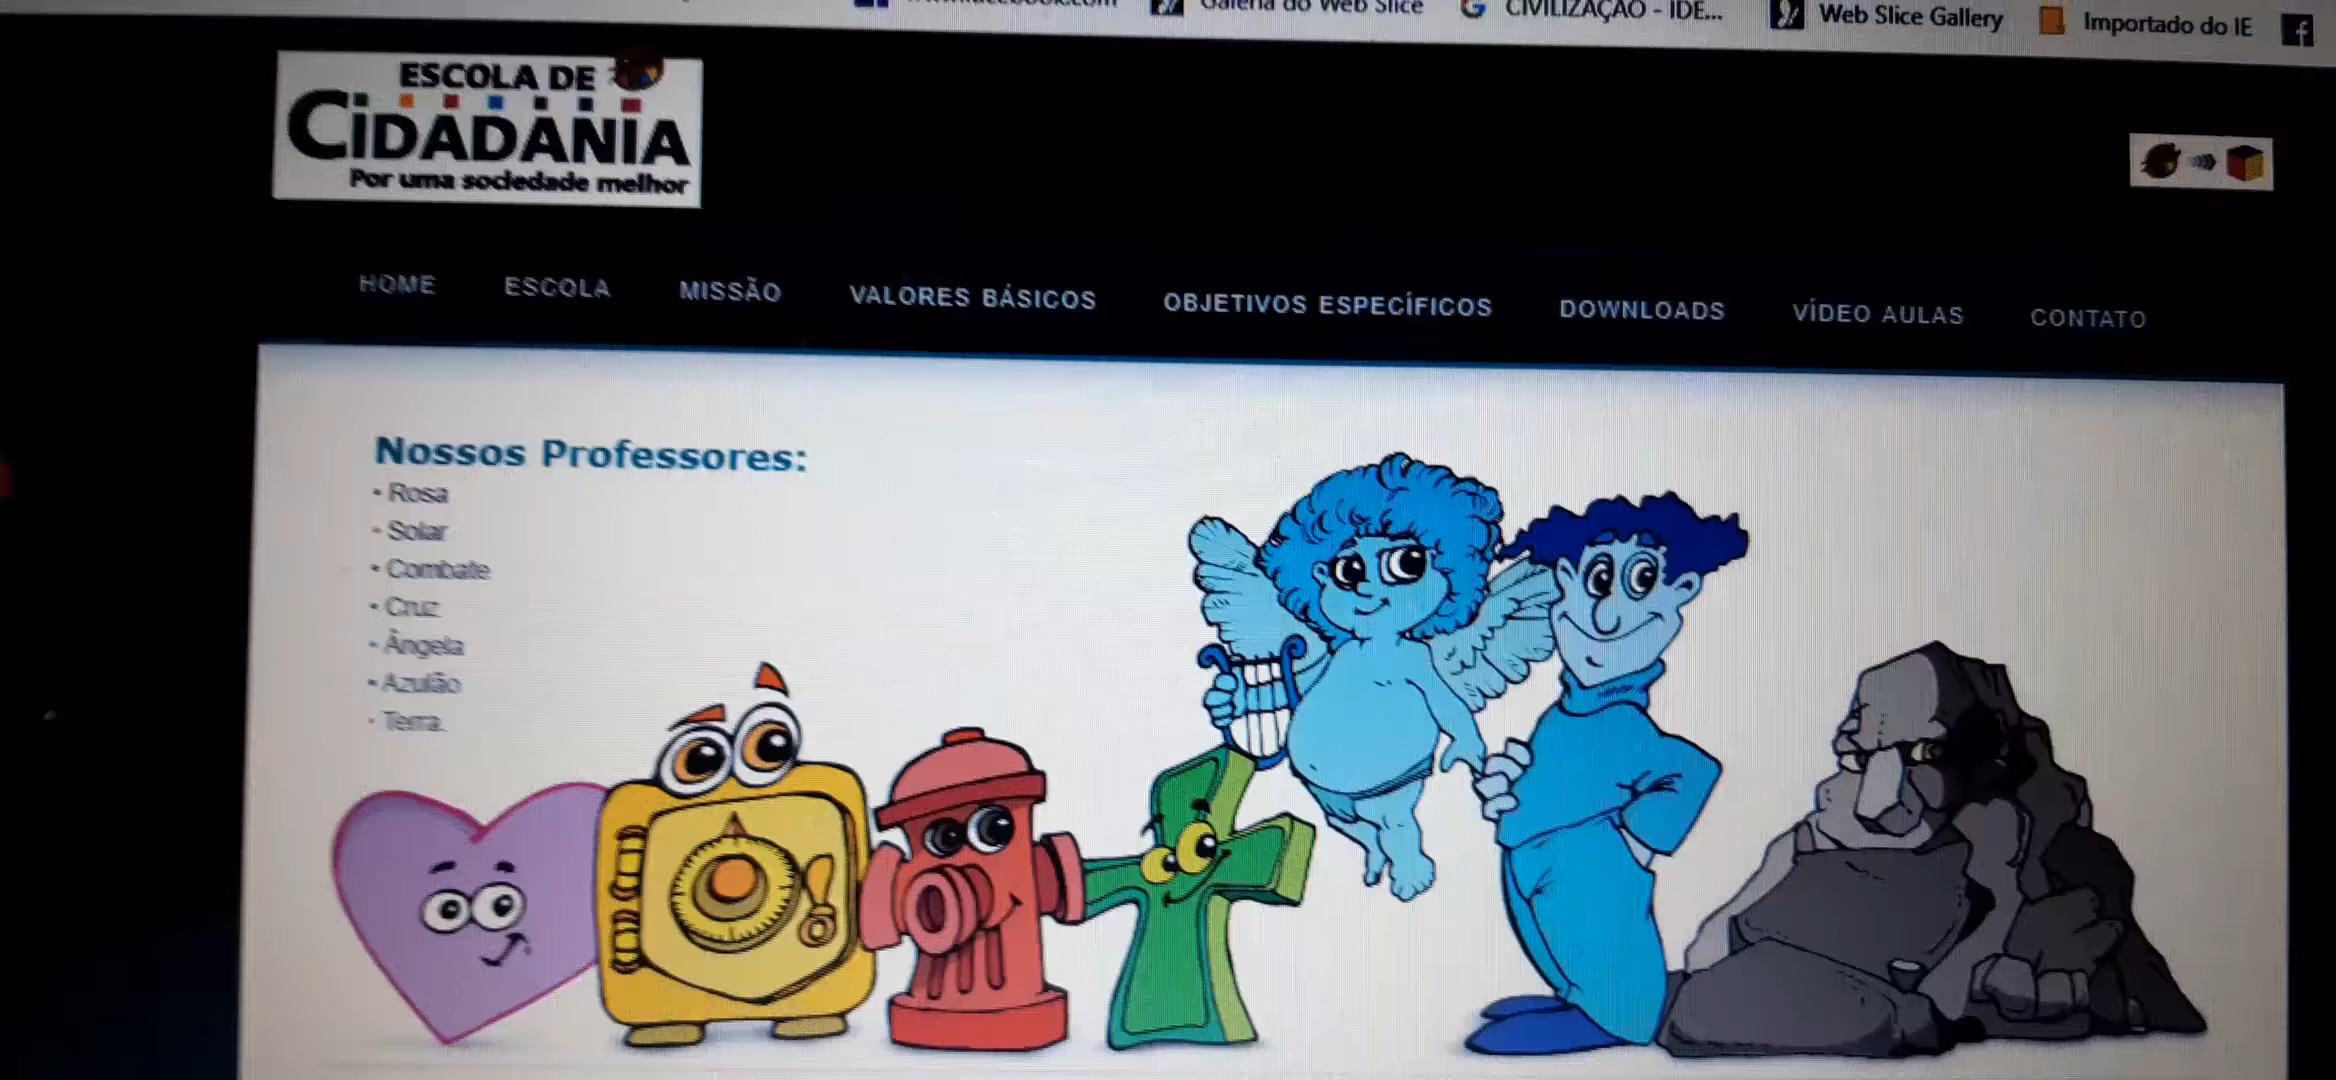 Galeria do Web Slice
CIVILIZAÇÃO - IDE...
Web Slice Gallery
Importado do IE
ESCOLA DE
CiDADANiA
Por uma sociedade melhor
HOME
ESCOLA
MISSÃO
VALORES BÁSICOS
OBJETIVOS ESPECÍFICOS
DOWNLOADS
VÍDEO AULAS
CONTATO
Nossos Professores:
• Rosa
• Solar
• Combate
• Cruz
• Ângela
• Azulão
• Terra.